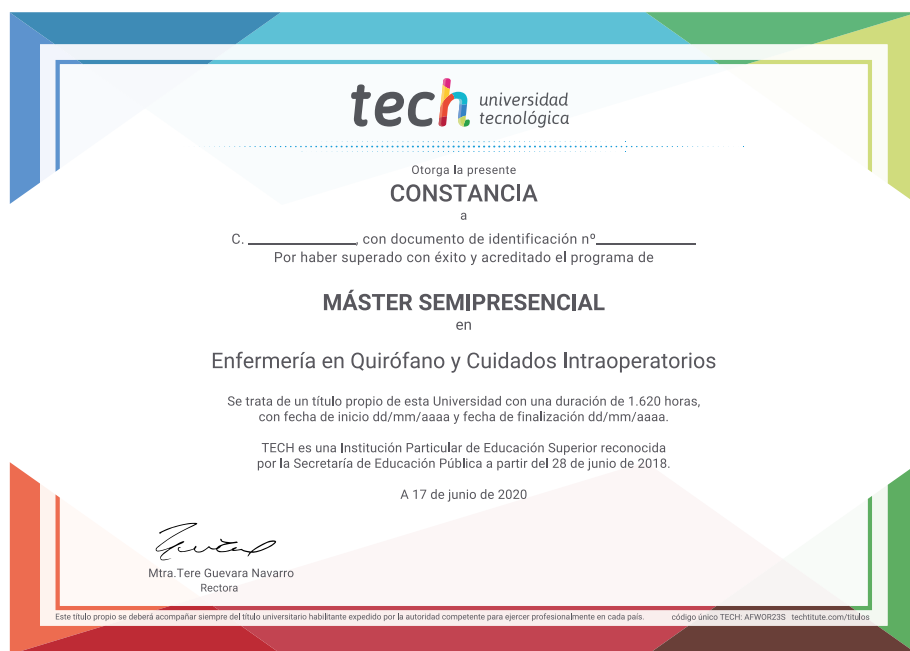 tech universidad
tecnológica
Otorga la presente
CONSTANCIA
a
C. ____________, con documento de identificación nº____________
Por haber superado con éxito y acreditado el programa de
MÁSTER SEMIPRESENCIAL
en
Enfermería en Quirófano y Cuidados Intraoperatorios
Se trata de un título propio de esta Universidad con una duración de 1.620 horas,
con fecha de inicio dd/mm/aaaa y fecha de finalización dd/mm/aaaa.
TECH es una Institución Particular de Educación Superior reconocida
por la Secretaría de Educación Pública a partir del 28 de junio de 2018.
A 17 de junio de 2020
Mtra.Tere Guevara Navarro
Rectora
Este título propio se deberá acompañar siempre del título universitario habilitante expedido por la autoridad competente para ejercer profesionalmente en cada país. código único TECH: AFWOR23S techtitute.com/titulos